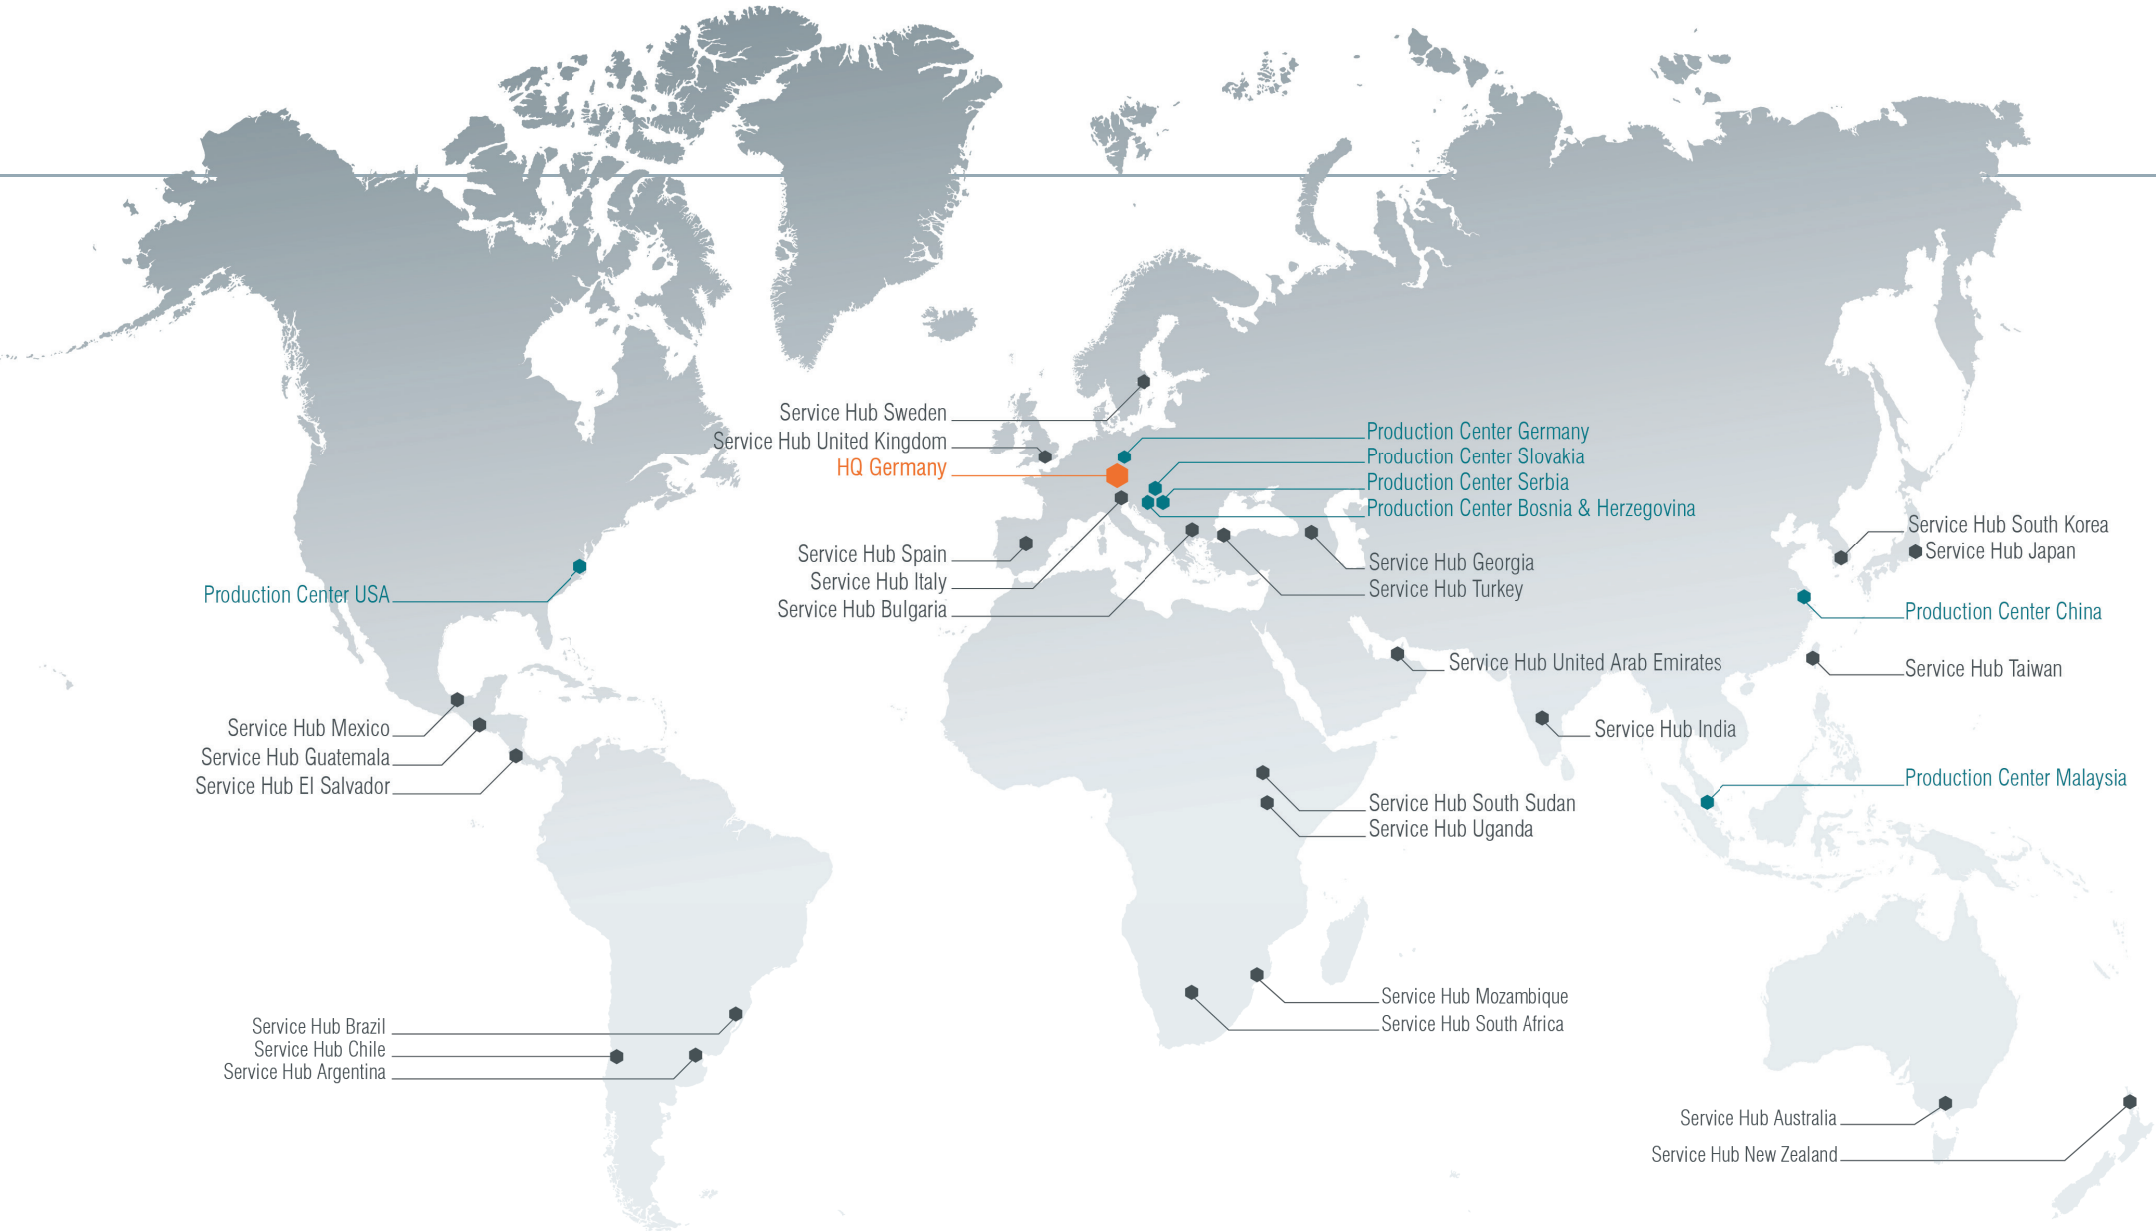 Service Hub Sweden
Service Hub United Kingdom
HQ Germany
Production Center Germany
Production Center Slovakia
Production Center Serbia
Production Center Bosnia & Herzegovina
Service Hub Spain
Service Hub Italy
Service Hub Bulgaria
Service Hub Georgia
Service Hub Turkey
Service Hub South Korea
Service Hub Japan
Production Center USA
Production Center China
Service Hub United Arab Emirates
Service Hub Taiwan
Service Hub Mexico
Service Hub Guatemala
Service Hub El Salvador
Service Hub India
Production Center Malaysia
Service Hub South Sudan
Service Hub Uganda
Service Hub Mozambique
Service Hub South Africa
Service Hub Brazil
Service Hub Chile
Service Hub Argentina
Service Hub Australia
Service Hub New Zealand